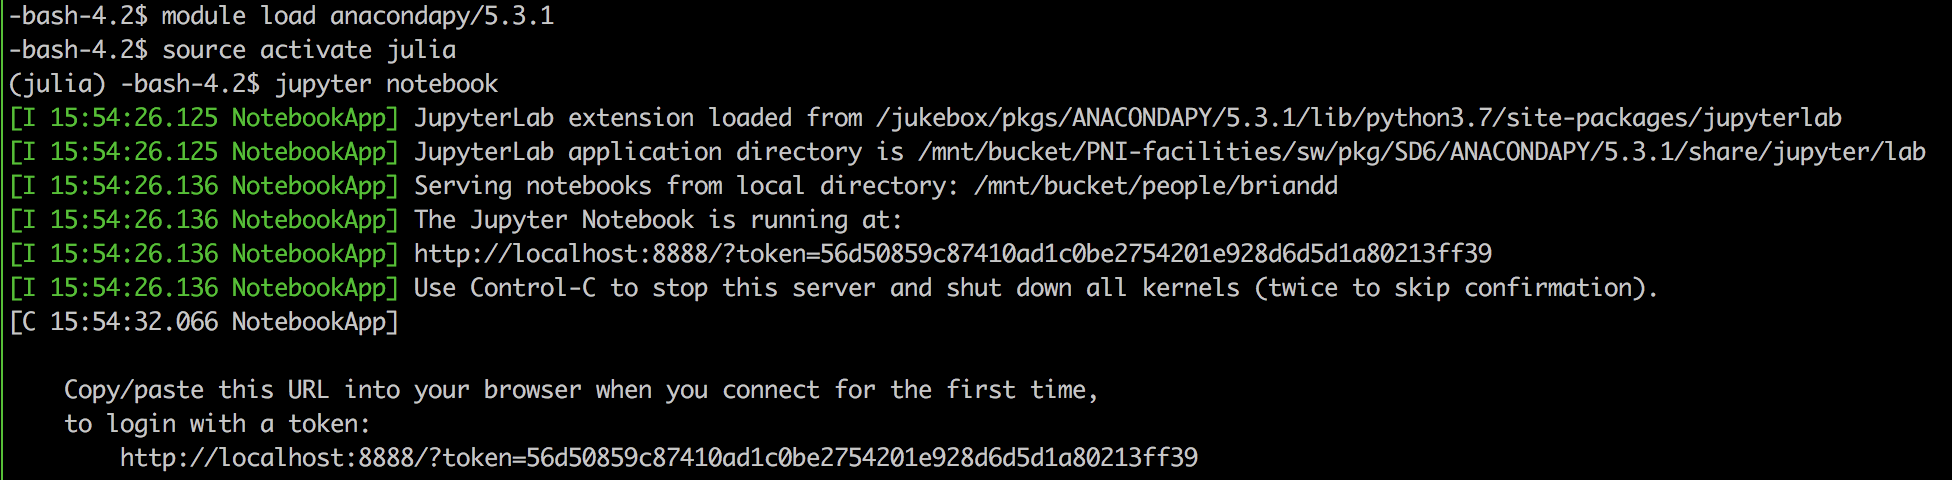 -bash-4.2$ module load anacondapy/5.3.1
-bash-4.2$ source activate julia
(julia) -bash-4.2$ jupyter notebook
[I 15:54:26.125 NotebookApp] JupyterLab extension loaded from /jukebox/pkgs/ANACONDAPY/5.3.1/lib/python3.7/site-packages/jupyterlab
[I 15:54:26.125 NotebookApp] JupyterLab application directory is /mnt/bucket/PNI-facilities/sw/pkg/SD6/ANACONDAPY/5.3.1/share/jupyter/lab
[I 15:54:26.136 NotebookApp] Serving notebooks from local directory: /mnt/bucket/people/briandd
[I 15:54:26.136 NotebookApp] The Jupyter Notebook is running at:
[I 15:54:26.136 NotebookApp] http://localhost:8888/?token=56d50859c87410ad1c0be2754201e928d6d5d1a80213ff39
[I 15:54:26.136 NotebookApp] Use Control-C to stop this server and shut down all kernels (twice to skip confirmation).
[C 15:54:32.066 NotebookApp]
Copy/paste this URL into your browser when you connect for the first time,
to login with a token:
http://localhost:8888/?token=56d50859c87410ad1c0be2754201e928d6d5d1a80213ff39